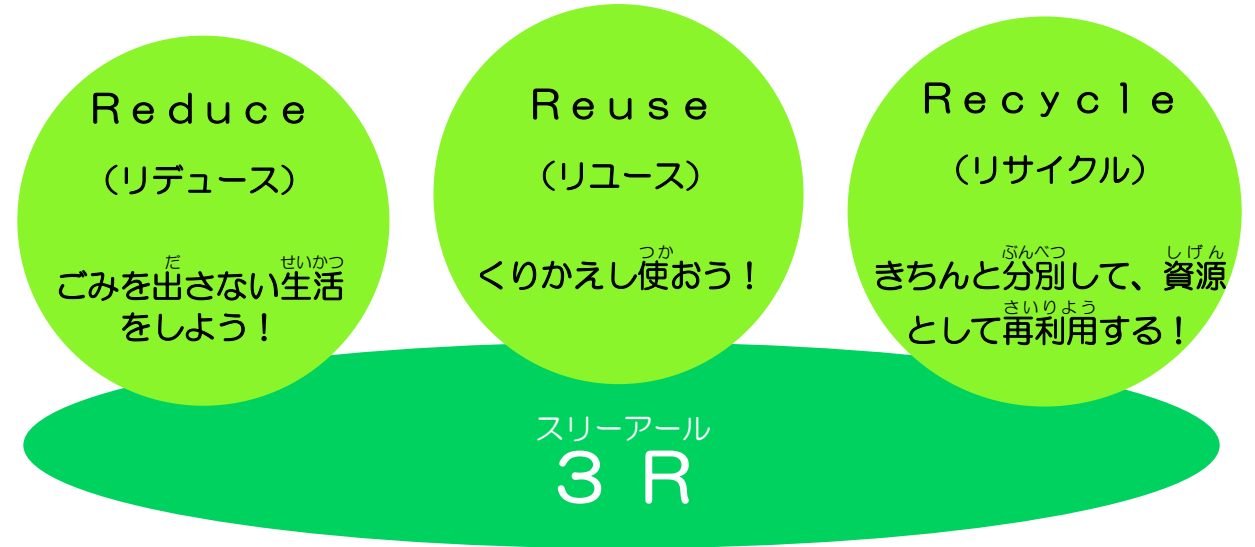 Ｒｅｄｕｃｅ
（リデュース）
だ せいかつ
ごみを出さない生活
をしよう！
Ｒｅｕｓｅ
（リユース）
つか
くりかえし使おう！
Ｒｅｃｙｃｌｅ
（リサイクル）
ぶんべつ しげん
きちんと分別して、資源
さいりよう
として再利用する！
スリーアール
３Ｒ